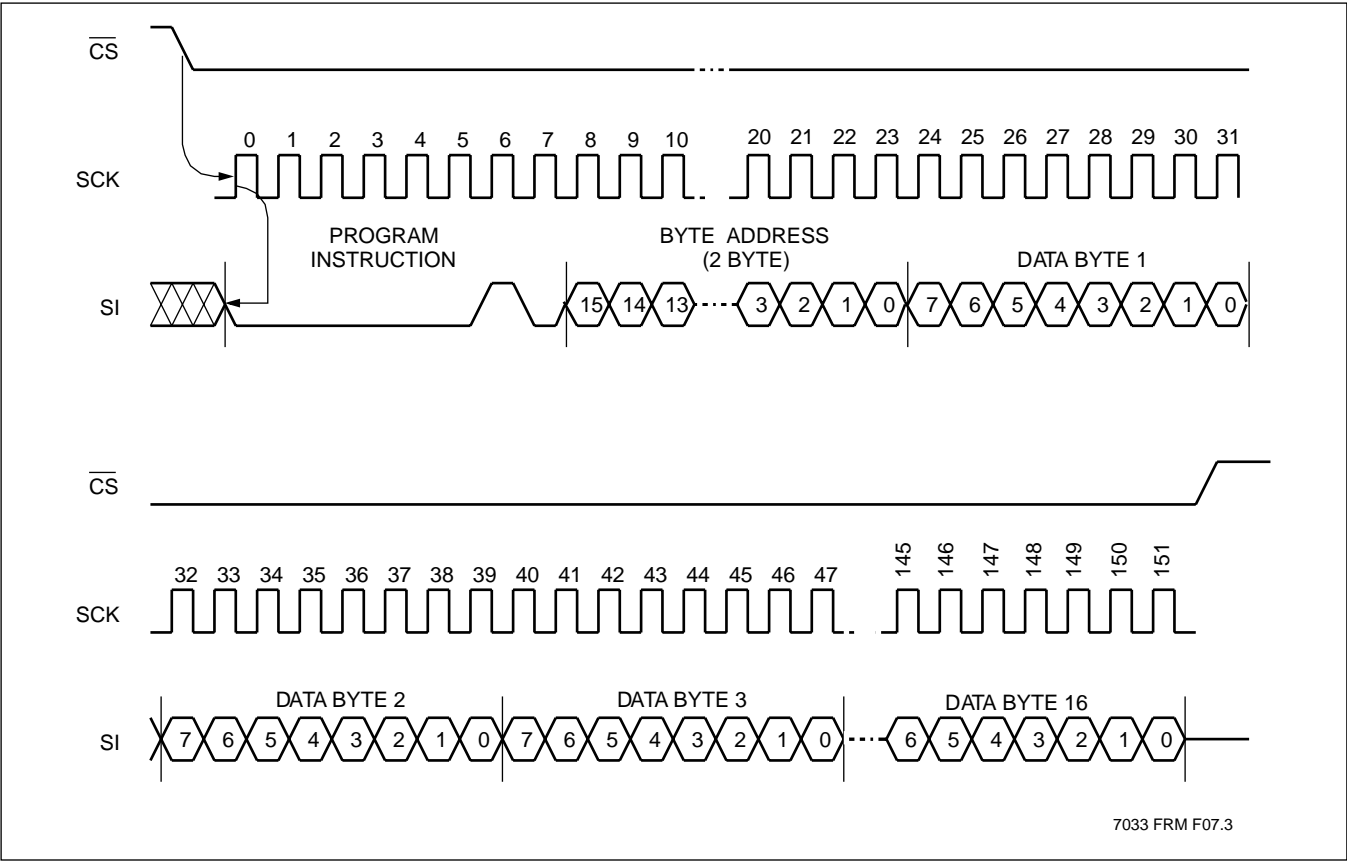 CS
0 1 2 3 4 5 6 7 8 9 10 20 21 22 23 24 25 26 27 28 29 30 31
SCK
PROGRAM
INSTRUCTION
BYTE ADDRESS
(2 BYTE)
DATA BYTE 1
SI
15 14 13 3 2 1 0 7 6 5 4 3 2 1 0
CS
32 33 34 35 36 37 38 39 40 41 42 43 44 45 46 47 145 146 147 148 149 150 151
SCK
DATA BYTE 2 DATA BYTE 3 DATA BYTE 16
SI
7 6 5 4 3 2 1 0 7 6 5 4 3 2 1 0 6 5 4 3 2 1 0
7033 FRM F07.3